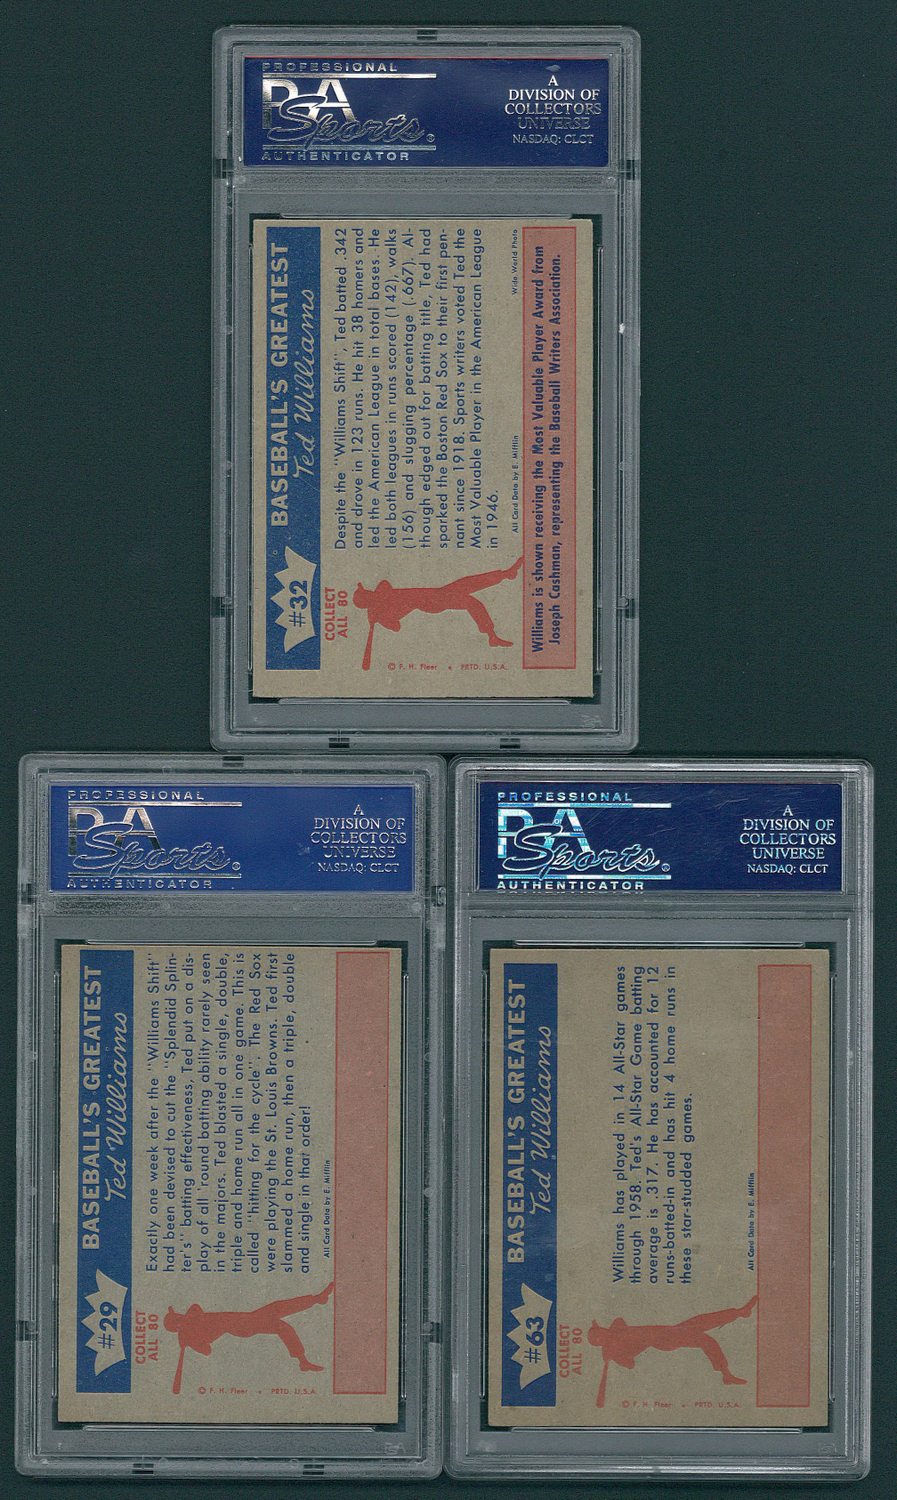 PROFESSIONAL
PSA
Sports®
AUTHENTICATOR
A
DIVISION OF
COLLECTORS
UNIVERSE
NASDAQ: CLCT
#32
COLLECT
ALL 80
BASEBALL'S GREATEST
Ted Williams
Despite the "Williams Shift", Ted batted .342
and drove in 123 runs. He hit 38 homers and
led the American League in total bases. He
led both leagues in runs scored (142), walks
(156) and slugging percentage (.667). Al-
though edged out for batting title, Ted had
sparked the Boston Red Sox to their first pen-
nant since 1918. Sports writers voted Ted the
Most Valuable Player in the American League
in 1946.
All Card Data by E. Mifflin
Wide World Photo
© F. H. Fleer • PRTD. U.S.A.
Williams is shown receiving the Most Valuable Player Award from
Joseph Cashman, representing the Baseball Writers Association.
PROFESSIONAL
PSA
Sports®
AUTHENTICATOR
A
DIVISION OF
COLLECTORS
UNIVERSE
NASDAQ: CLCT
#29
COLLECT
ALL 80
BASEBALL'S GREATEST
Ted Williams
Exactly one week after the "Williams Shift"
had been devised to cut the "Splendid Splin-
ter's" batting effectiveness, Ted put on a dis-
play of all 'round batting ability rarely seen
in the majors. Ted blasted a single, double,
triple and home run all in one game. This is
called "hitting for the cycle". The Red Sox
were playing the St. Louis Browns. Ted first
slammed a home run, then a triple, double
and single in that order!
All Card Data by E. Mifflin
© F. H. Fleer • PRTD. U.S.A.
PROFESSIONAL
PSA
Sports®
AUTHENTICATOR
A
DIVISION OF
COLLECTORS
UNIVERSE
NASDAQ: CLCT
#63
COLLECT
ALL 80
BASEBALL'S GREATEST
Ted Williams
Williams has played in 14 All-Star games
through 1958. Ted's All-Star Game batting
average is .317. He has accounted for 12
runs-batted-in and has hit 4 home runs in
these star-studded games.
All Card Data by E. Mifflin
© F. H. Fleer • PRTD. U.S.A.